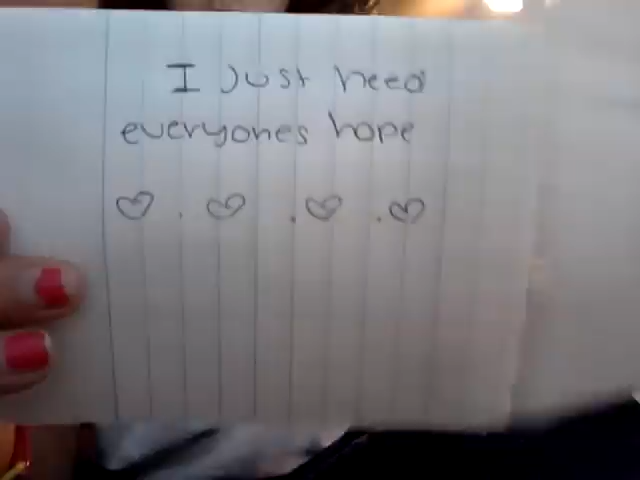 I Just need
everyones hope
♡ . ♡ . ♡ . ♡